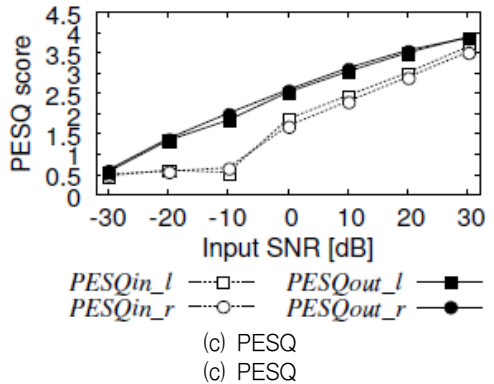 4.5
4
3.5
3
2.5
2
1.5
1
0.5
0
PESQ score
-30 -20 -10 0 10 20 30
Input SNR [dB]
PESQin_l PESQout_l
PESQin_r PESQout_r
(c) PESQ
(c) PESQ